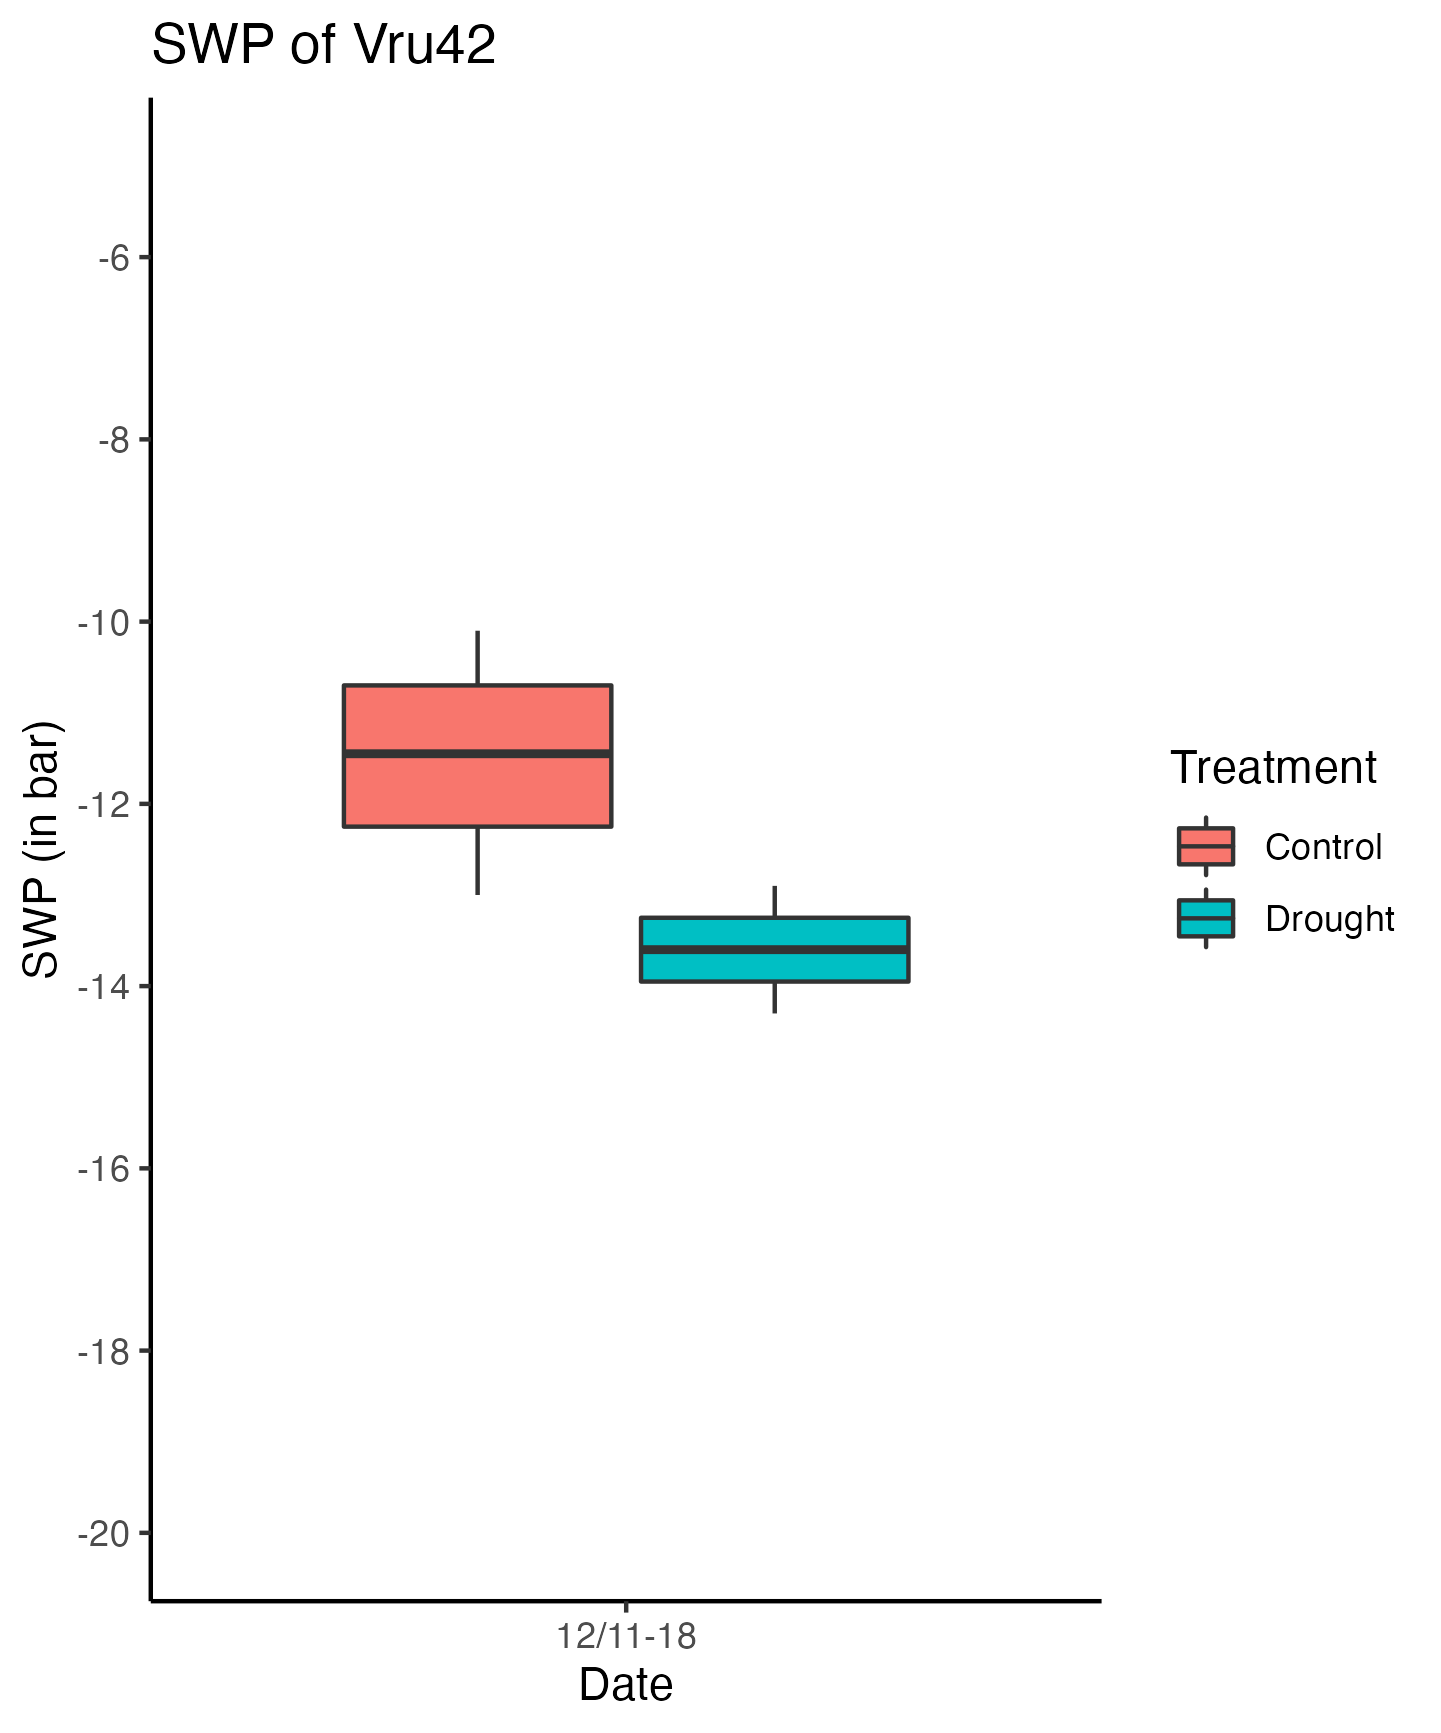 SWP of Vru42
-6
-8
-10
-12
-14
-16
-18
-20
SWP (in bar)
12/11-18
Date
Treatment
Control
Drought